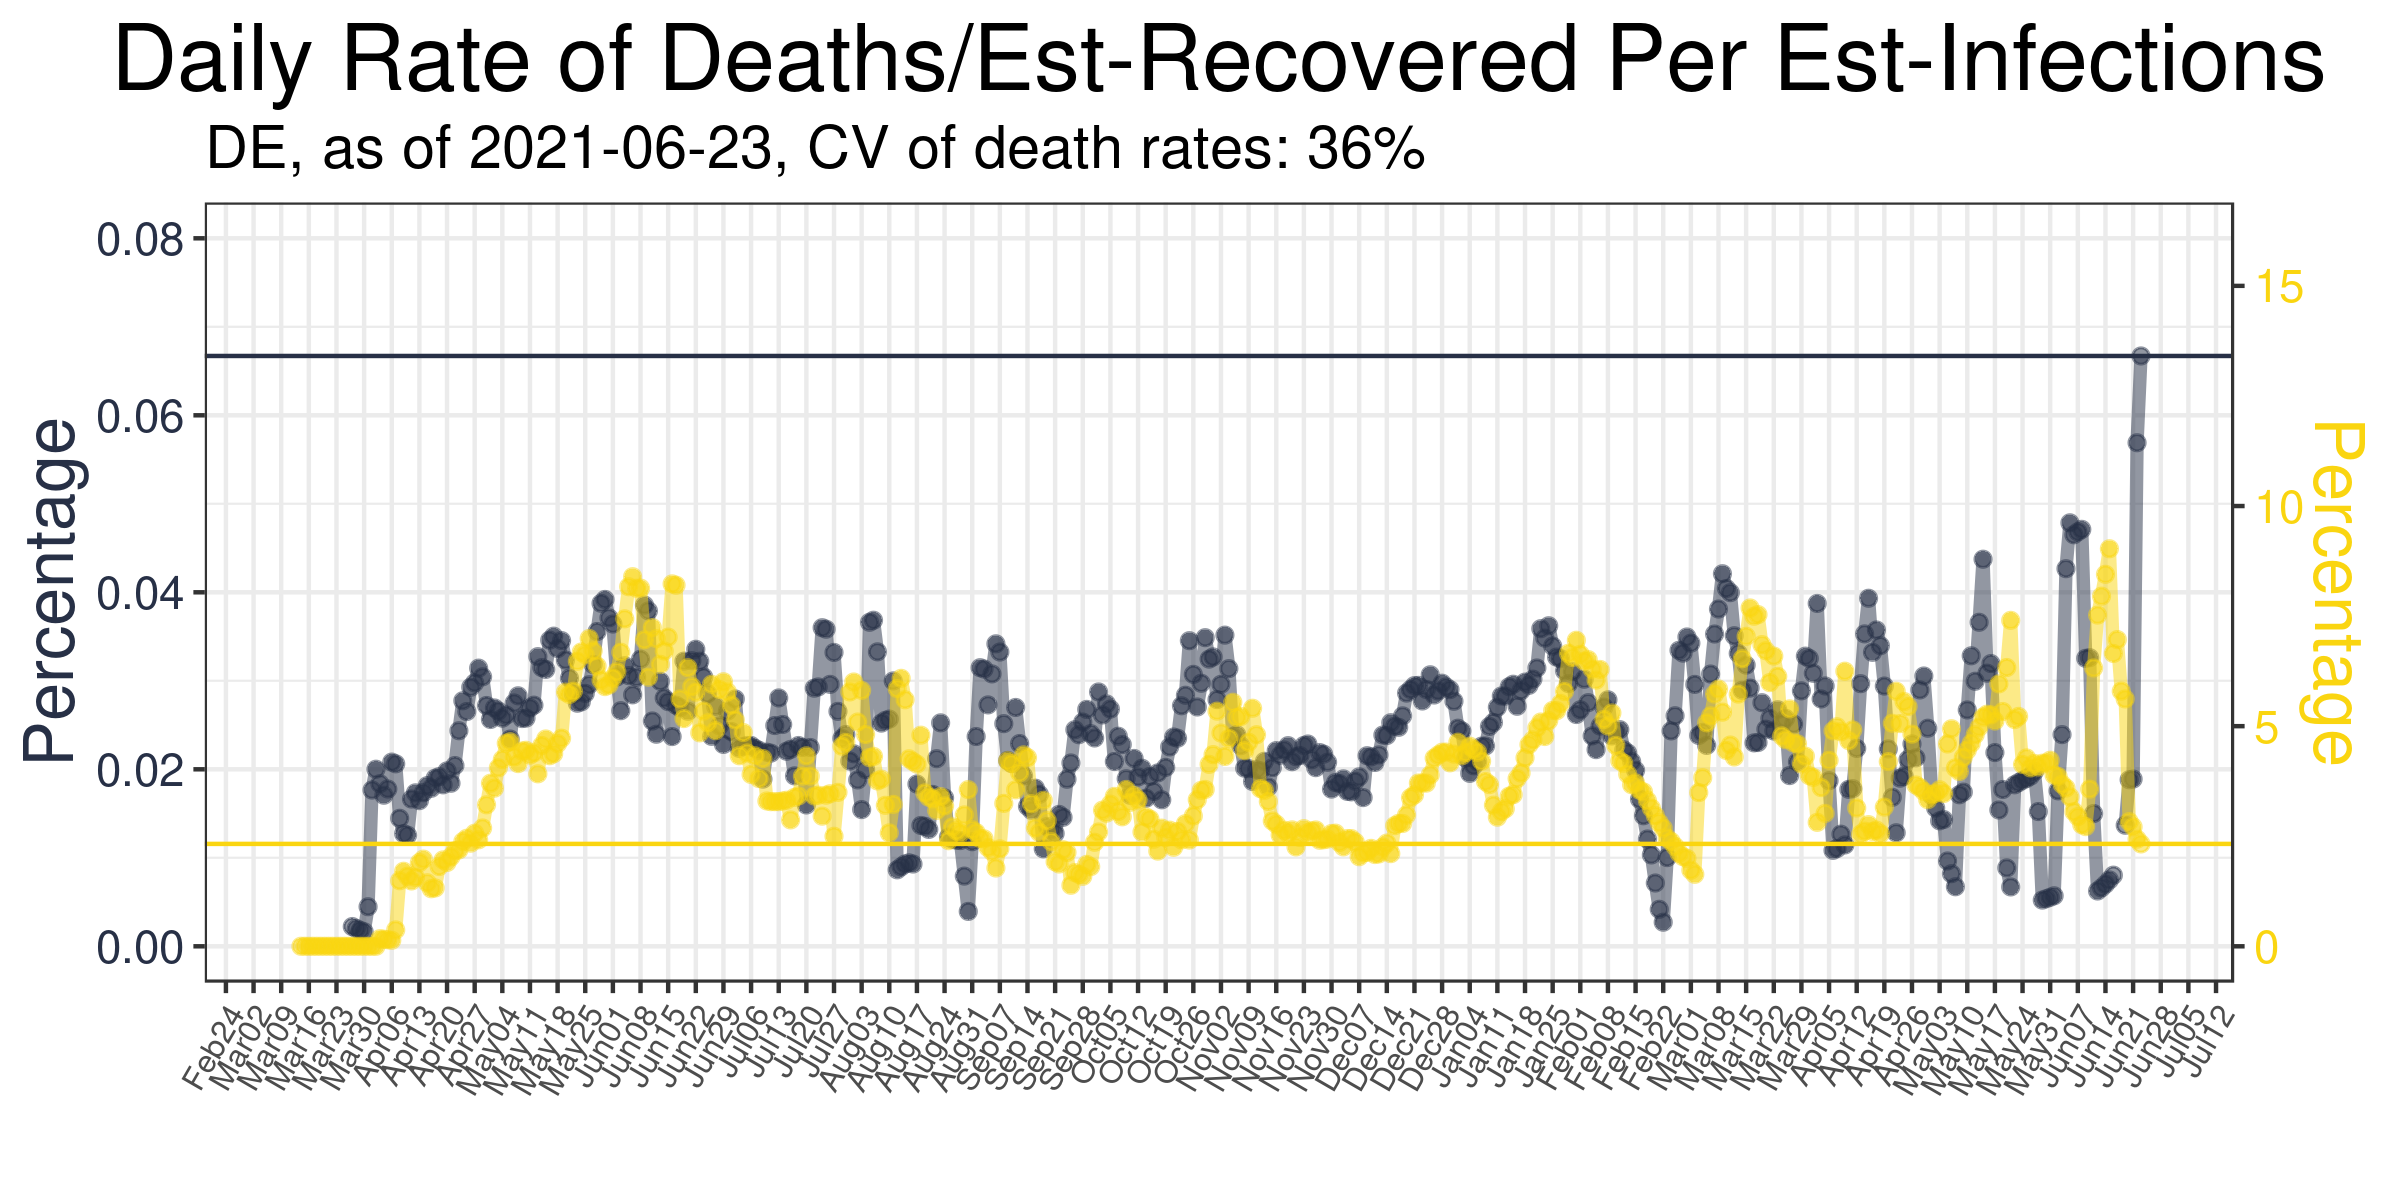 Daily Rate of Deaths/Est-Recovered Per Est-Infections
DE, as of 2021-06-23, CV of death rates: 36%
Percentage
0.08
0.06
0.04
0.02
0.00
15
10
5
0
Percentage
Feb24
Mar02
Mar09
Mar16
Mar23
Mar30
Apr06
Apr13
Apr20
Apr27
May04
May11
May18
May25
Jun01
Jun08
Jun15
Jun22
Jun29
Jul06
Jul13
Jul20
Jul27
Aug03
Aug10
Aug17
Aug24
Aug31
Sep07
Sep14
Sep21
Sep28
Oct05
Oct12
Oct19
Oct26
Nov02
Nov09
Nov16
Nov23
Nov30
Dec07
Dec14
Dec21
Dec28
Jan04
Jan11
Jan18
Jan25
Feb01
Feb08
Feb15
Feb22
Mar01
Mar08
Mar15
Mar22
Mar29
Apr05
Apr12
Apr19
Apr26
May03
May10
May17
May24
May31
Jun07
Jun14
Jun21
Jun28
Jul05
Jul12